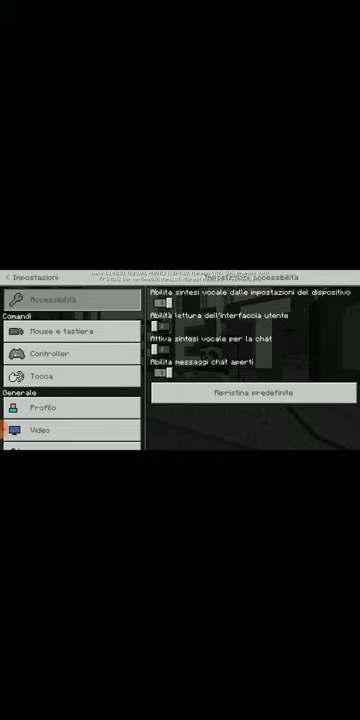 Impostazioni
Impostazioni Accessibilità
Accessibilità
Comandi
Mouse e tastiera
Controller
Tocca
Generale
Profilo
Video
Abilita sintesi vocale dalle impostazioni del dispositivo
Abilita lettura dell'interfaccia utente
Attiva sintesi vocale per la chat
Abilita messaggi chat aperti
Ripristina predefinite